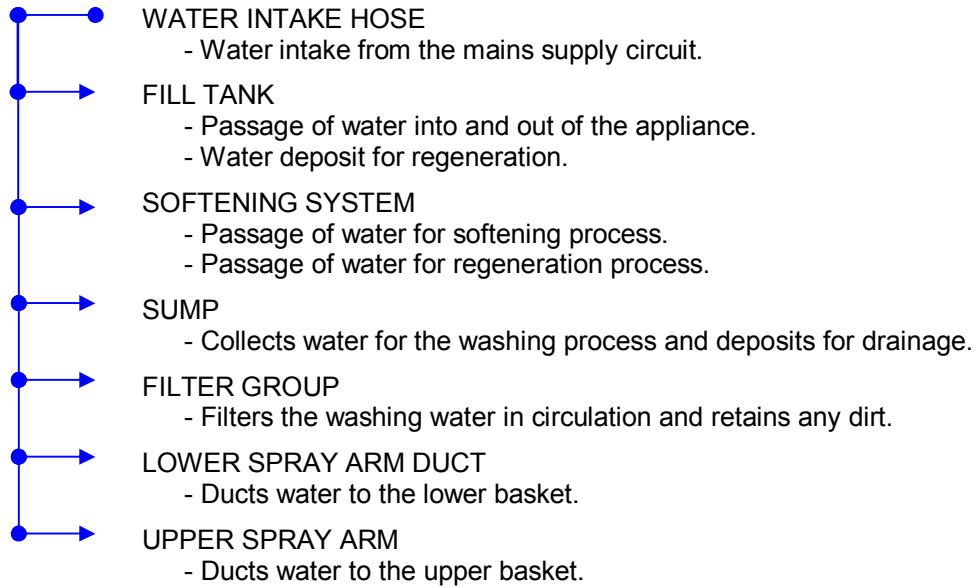 WATER INTAKE HOSE
- Water intake from the mains supply circuit.
FILL TANK
- Passage of water into and out of the appliance.
- Water deposit for regeneration.
SOFTENING SYSTEM
- Passage of water for softening process.
- Passage of water for regeneration process.
SUMP
- Collects water for the washing process and deposits for drainage.
FILTER GROUP
- Filters the washing water in circulation and retains any dirt.
LOWER SPRAY ARM DUCT
- Ducts water to the lower basket.
UPPER SPRAY ARM
- Ducts water to the upper basket.